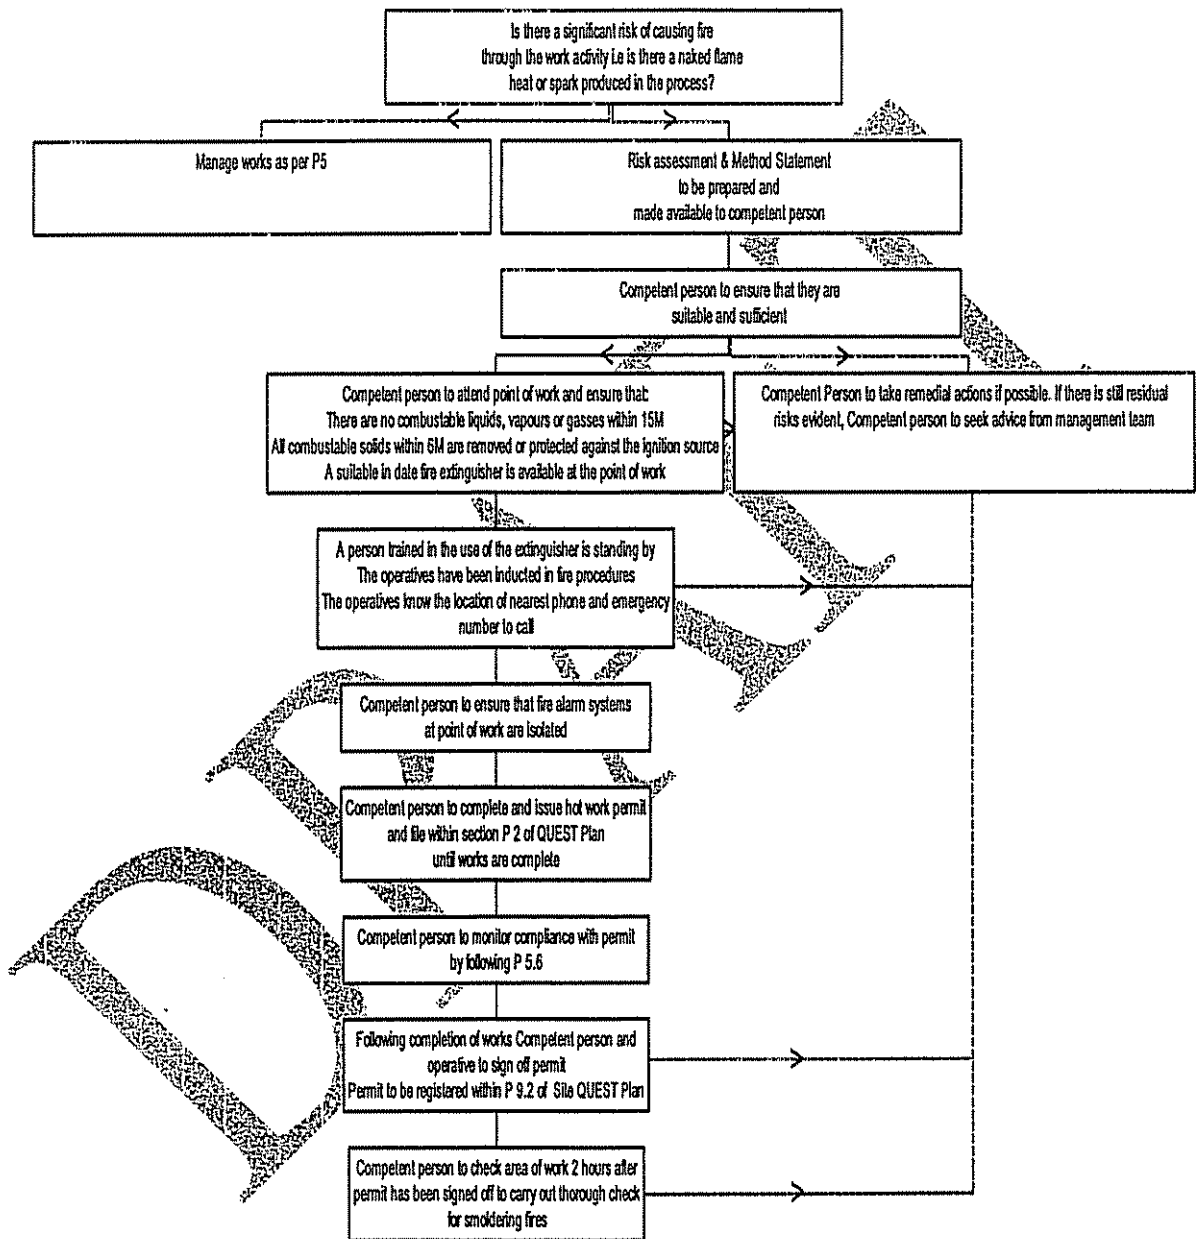 Is there a significant risk of causing fire
through the work activity i.e is there a naked flame
heat or spark produced in the process?
Manage works as per P5
Risk assessment & Method Statement
to be prepared and
made available to competent person
Competent person to ensure that they are
suitable and sufficient
Competent person to attend point of work and ensure that:
There are no combustable liquids, vapours or gasses within 15M
All combustable solids within 6M are removed or protected against the ignition source
A suitable in date fire extinguisher is available at the point of work
Competent Person to take remedial actions if possible. If there is still residual
risks evident, Competent person to seek advice from management team
A person trained in the use of the extinguisher is standing by
The operatives have been inducted in fire procedures
The operatives know the location of nearest phone and emergency
number to call
Competent person to ensure that fire alarm systems
at point of work are isolated
Competent person to complete and issue hot work permit
and file within section P 2 of QUEST Plan
until works are complete
Competent person to monitor compliance with permit
by following P 5.6
Following completion of works Competent person and
operative to sign off permit
Permit to be registered within P 9.2 of Site QUEST Plan
Competent person to check area of work 2 hours after
permit has been signed off to carry out thorough check
for smoldering fires
DRAFT